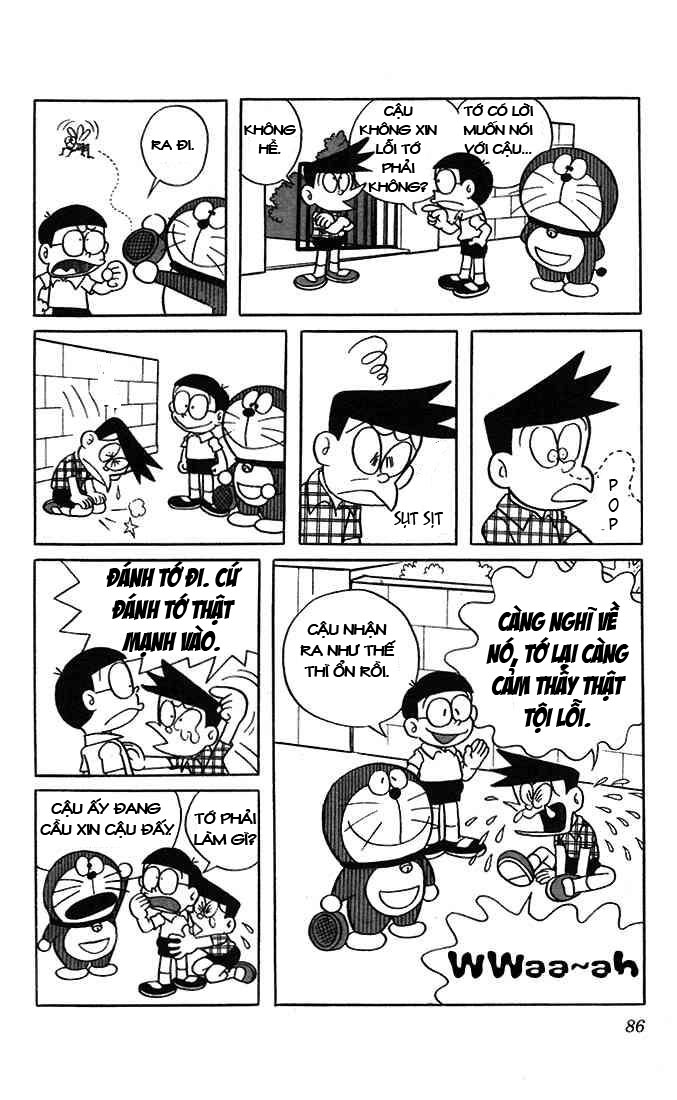 TỚ CÓ LỜI
MUỐN NÓI
VỚI CẬU...
CẬU
KHÔNG XIN
LỖI TỚ
PHẢI
KHÔNG?
KHÔNG
HỀ.
RA ĐI.
POP
SỤT SỊT
CÀNG NGHĨ VỀ
NÓ, TỚ LẠI CÀNG
CẢM THẤY THẬT
TỘI LỖI.
CẬU NHẬN
RA NHƯ THẾ
THÌ ỔN RỒI.
WWaa~ah
ĐÁNH TỚ ĐI. CỨ
ĐÁNH TỚ THẬT
MẠNH VÀO.
TỚ PHẢI
LÀM GÌ?
CẬU ẤY ĐANG
CẦU XIN CẬU ĐẤY
86